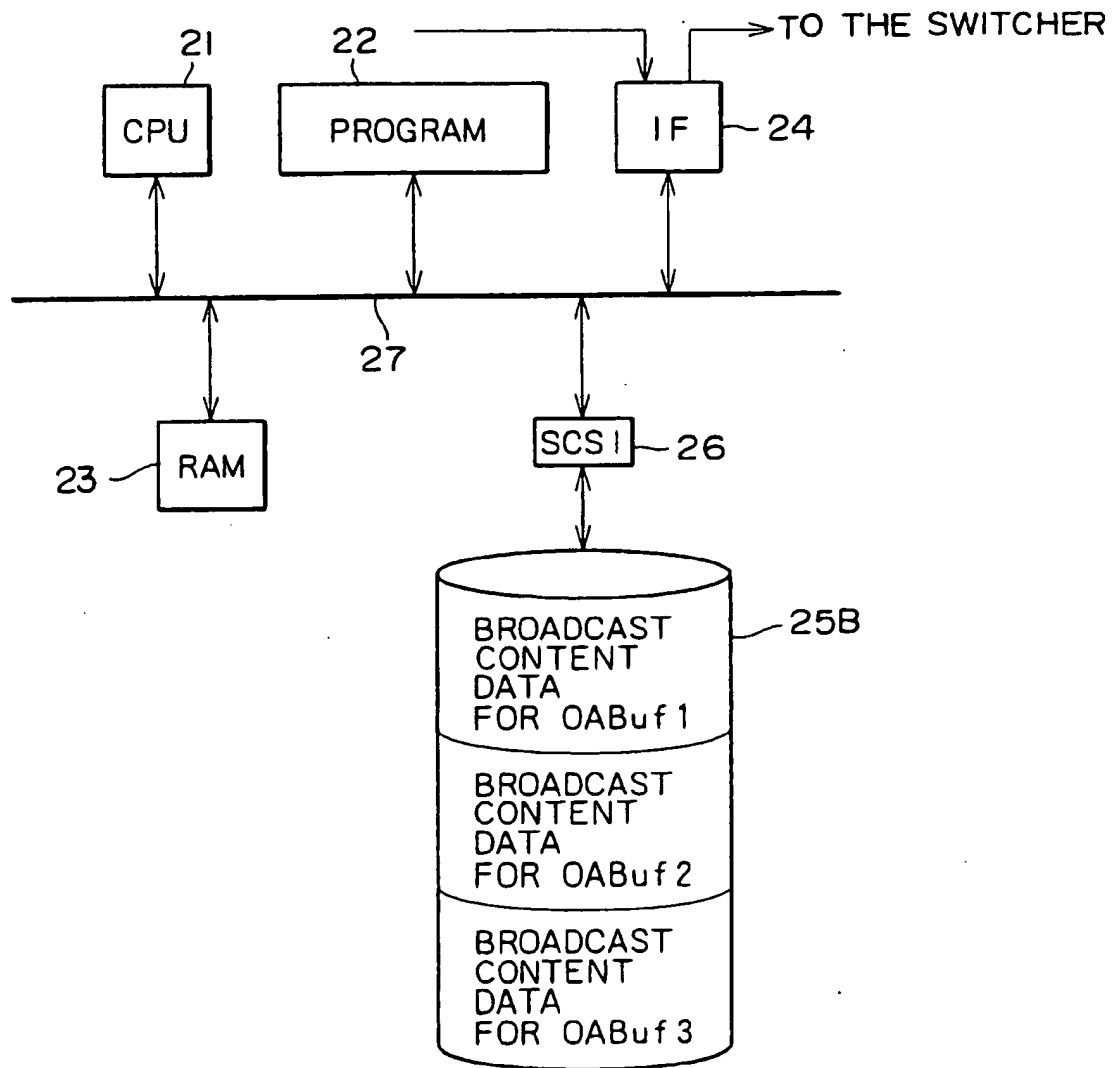 TO THE SWITCHER
21
22
CPU
PROGRAM
IF
24
27
23
RAM
SCSI
26
25B
BROADCAST
CONTENT
DATA
FOR OABuf1
BROADCAST
CONTENT
DATA
FOR OABuf2
BROADCAST
CONTENT
DATA
FOR OABuf3